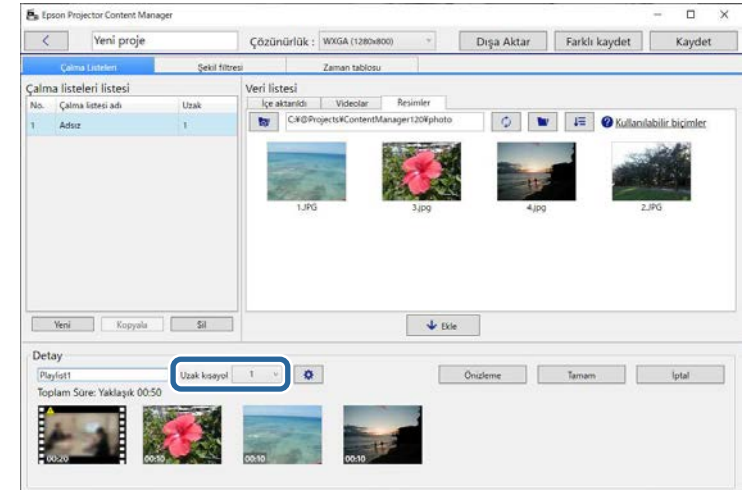 Epson Projector Content Manager
Yeni proje
Çözünürlük : WXGA (1280x800)
Dışa Aktar
Farklı kaydet
Kaydet
Çalma Listeleri
Şekil filtresi
Zaman tablosu
Çalma listeleri listesi
No. Çalma listesi adı Uzak
1 Adsız 1
Yeni
Kopyala
Sil
Veri listesi
İçe aktarıldı
Videolar
Resimler
C:¥@Projects¥ContentManager120¥photo
Kullanılabilir biçimler
1.JPG
3.jpg
4.jpg
2.JPG
Ekle
Detay
Playlist1
Uzak kısayol 1
Önizleme
Tamam
İptal
Toplam Süre: Yaklaşık 00:50
00:20
00:10
00:10
00:10